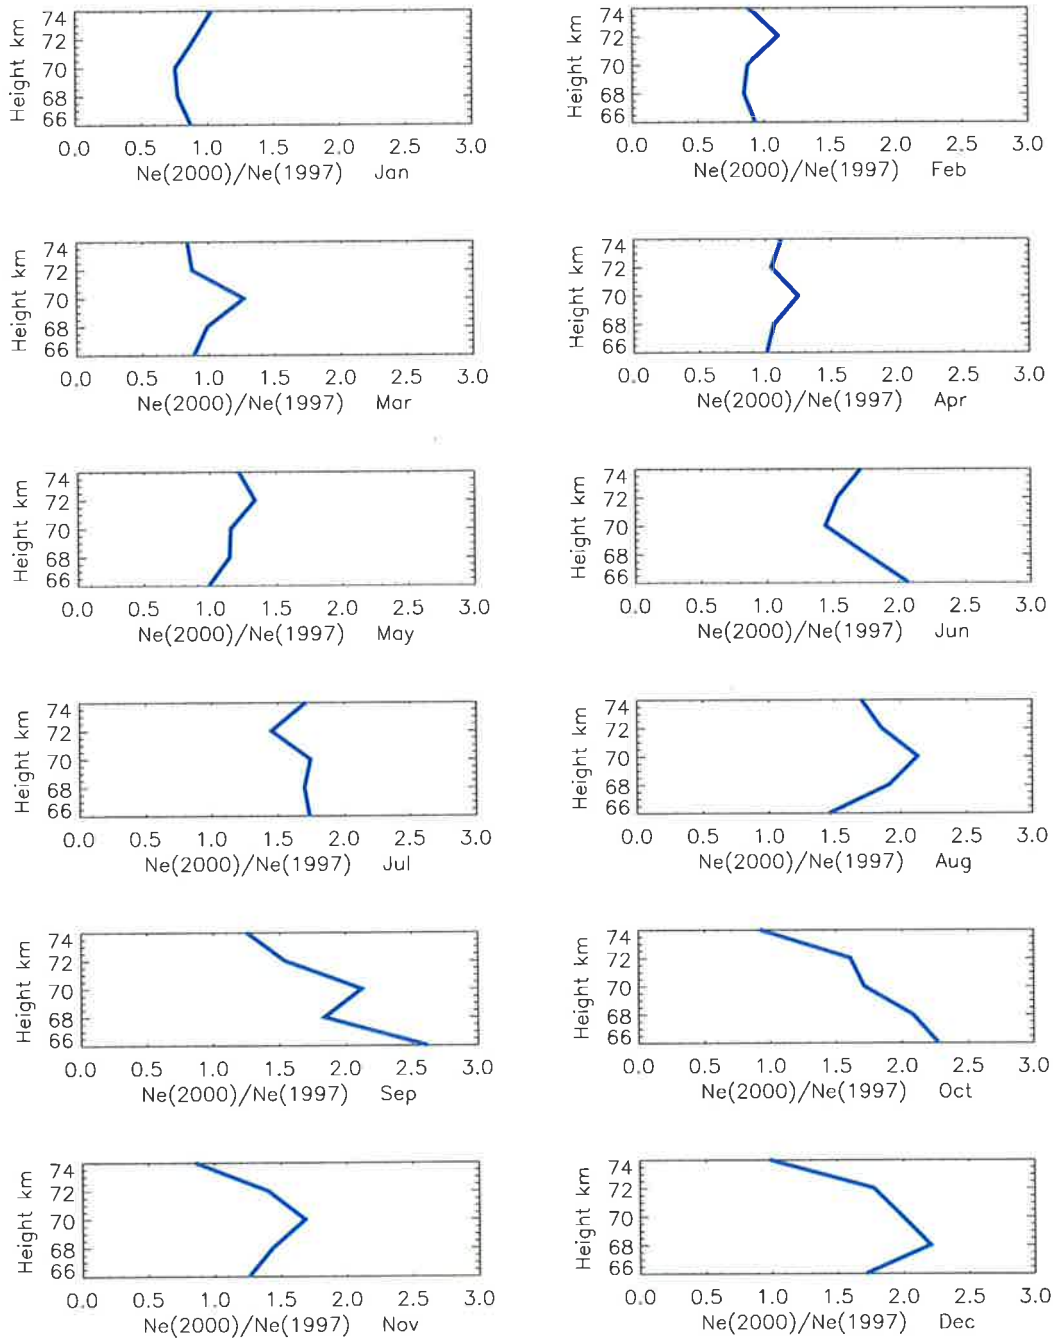 Height km
74
72
70
68
66
0.0 0.5 1.0 1.5 2.0 2.5 3.0
Ne(2000)/Ne(1997) Jan
Height km
74
72
70
68
66
0.0 0.5 1.0 1.5 2.0 2.5 3.0
Ne(2000)/Ne(1997) Feb
Height km
74
72
70
68
66
0.0 0.5 1.0 1.5 2.0 2.5 3.0
Ne(2000)/Ne(1997) Mar
Height km
74
72
70
68
66
0.0 0.5 1.0 1.5 2.0 2.5 3.0
Ne(2000)/Ne(1997) Apr
Height km
74
72
70
68
66
0.0 0.5 1.0 1.5 2.0 2.5 3.0
Ne(2000)/Ne(1997) May
Height km
74
72
70
68
66
0.0 0.5 1.0 1.5 2.0 2.5 3.0
Ne(2000)/Ne(1997) Jun
Height km
74
72
70
68
66
0.0 0.5 1.0 1.5 2.0 2.5 3.0
Ne(2000)/Ne(1997) Jul
Height km
74
72
70
68
66
0.0 0.5 1.0 1.5 2.0 2.5 3.0
Ne(2000)/Ne(1997) Aug
Height km
74
72
70
68
66
0.0 0.5 1.0 1.5 2.0 2.5 3.0
Ne(2000)/Ne(1997) Sep
Height km
74
72
70
68
66
0.0 0.5 1.0 1.5 2.0 2.5 3.0
Ne(2000)/Ne(1997) Oct
Height km
74
72
70
68
66
0.0 0.5 1.0 1.5 2.0 2.5 3.0
Ne(2000)/Ne(1997) Nov
Height km
74
72
70
68
66
0.0 0.5 1.0 1.5 2.0 2.5 3.0
Ne(2000)/Ne(1997) Dec